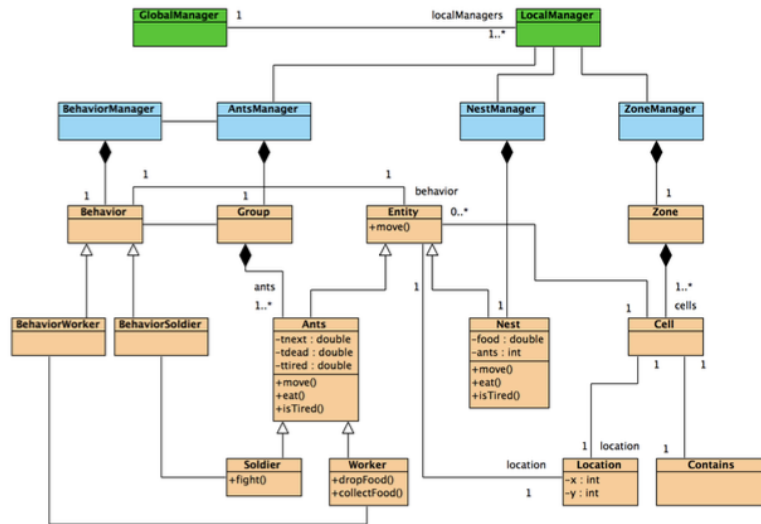 GlobalManager
1
localManagers
1..*
LocalManager
BehaviorManager
AntsManager
NestManager
ZoneManager
1
1
behavior
1
1
1
1
Behavior
Group
Entity
+move()
0..*
Zone
ants
1..*
1
1
1
1..*
cells
BehaviorWorker
BehaviorSoldier
Ants
-tnext : double
-tdead : double
-ttired : double
+move()
+eat()
+isTired()
Nest
-food : double
-ants : int
+move()
+eat()
+isTired()
Cell
1
1
1
location
1
location
1
Soldier
+fight()
Worker
+dropFood()
+collectFood()
Location
-x : int
-y : int
Contains
1